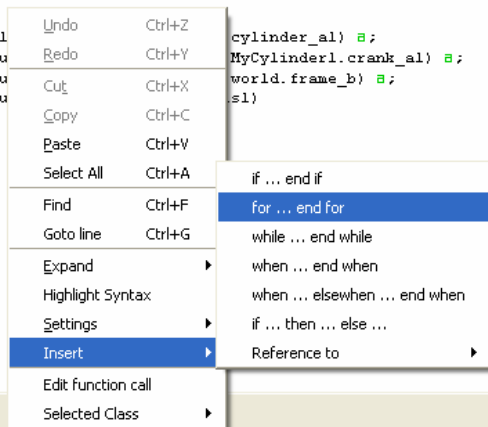 Undo Ctrl+Z
Redo Ctrl+Y
Cut Ctrl+X
Copy Ctrl+C
Paste Ctrl+V
Select All Ctrl+A
Find Ctrl+F
Goto line Ctrl+G
Expand
Highlight Syntax
Settings
Insert
Edit function call
Selected Class
cylinder_a1) a;
MyCylinder1.crank_a1) a;
world.frame_b) a;
.s1)
if ... end if
for ... end for
while ... end while
when ... end when
when ... elsewhen ... end when
if ... then ... else ...
Reference to